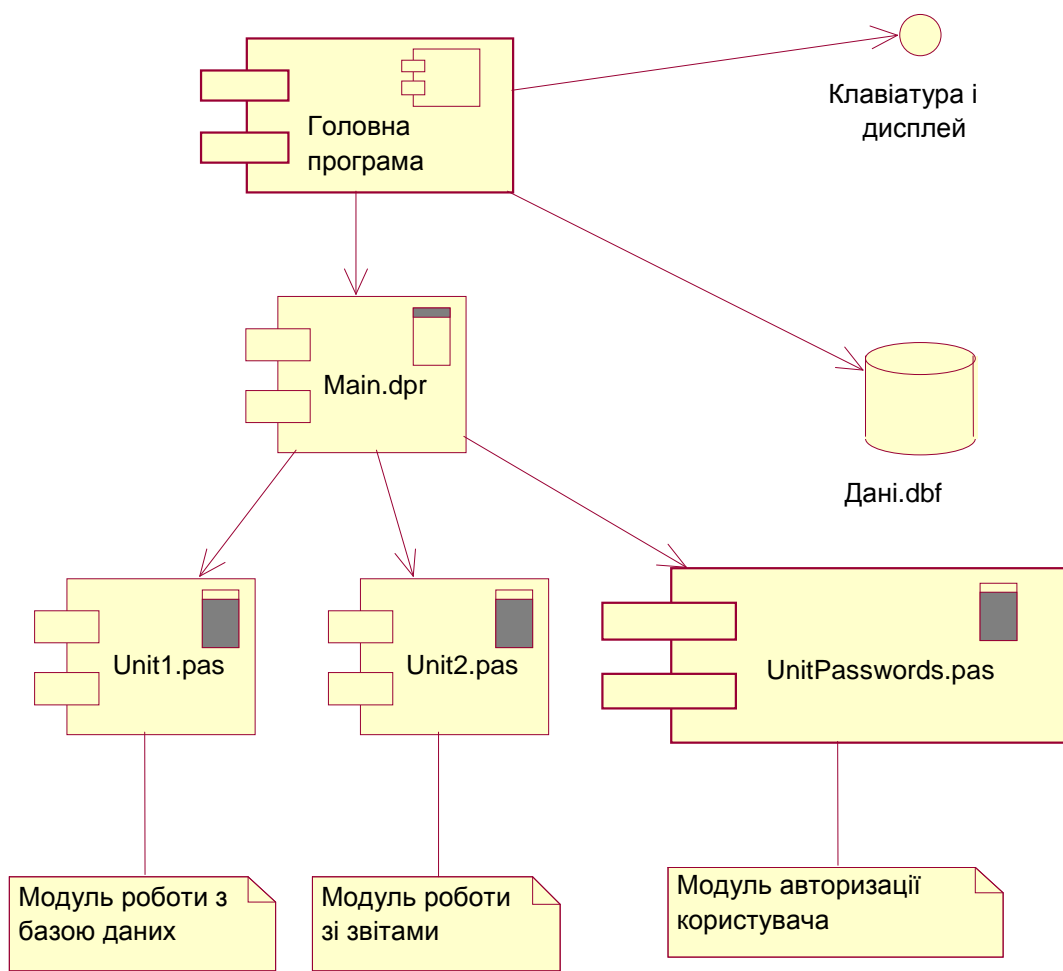 Клавіатура і
дисплей
Головна
програма
Main.dpr
Дані.dbf
Unit1.pas
Unit2.pas
UnitPasswords.pas
Модуль роботи з
базою даних
Модуль роботи
зі звітами
Модуль авторизації
користувача